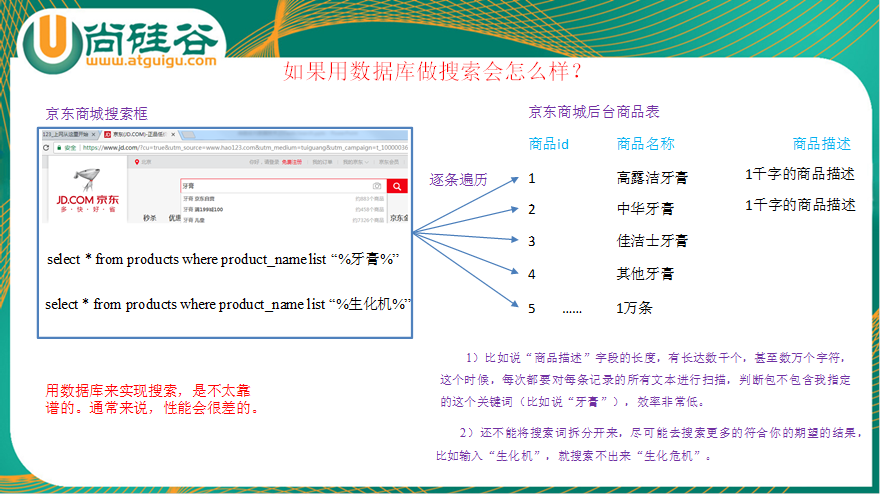 尚硅谷
www.atguigu.com
如果用数据库做搜索会怎么样？
京东商城搜索框
123_上网从这里开始
京东(JD.COM)-正品低
安全 https://www.jd.com/?cu=true&utm_source=www.hao123.com&utm_medium=tuiguang&utm_campaign=t_10000036
北京
你好，请登录 免费注册 我的订单 我的京东 京东会员
JD.COM 京东
多·快·好·省
牙膏
牙膏 京东自营
牙膏 满199减100
牙膏 儿童
秒杀
优惠
京东金
select * from products where product_name list “%牙膏%”
select * from products where product_name list “%生化机%”
用数据库来实现搜索，是不太靠
谱的。通常来说，性能会很差的。
京东商城后台商品表
商品id 商品名称 商品描述
逐条遍历
1 高露洁牙膏 1千字的商品描述
2 中华牙膏 1千字的商品描述
3 佳洁士牙膏
4 其他牙膏
5 …… 1万条
1）比如说“商品描述”字段的长度，有长达数千个，甚至数万个字符，
这个时候，每次都要对每条记录的所有文本进行扫描，判断包不包含我指定
的这个关键词（比如说“牙膏”），效率非常低。
2）还不能将搜索词拆分开来，尽可能去搜索更多的符合你的期望的结果，
比如输入“生化机”，就搜索不出来“生化危机”。